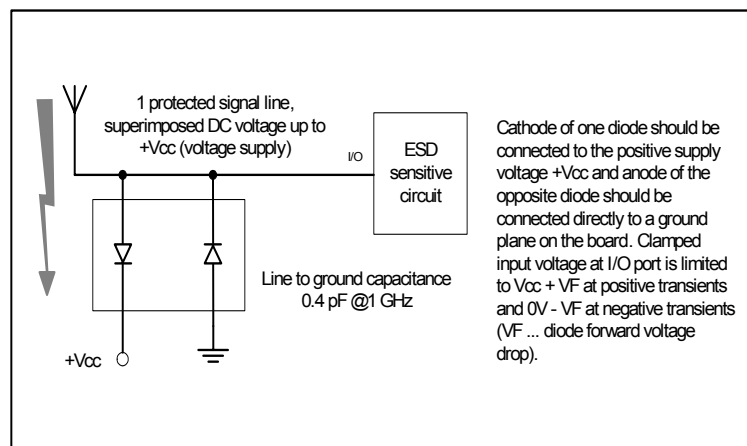 1 protected signal line,
superimposed DC voltage up to
+Vcc (voltage supply)
I/O
ESD
sensitive
circuit
Line to ground capacitance
0.4 pF @1 GHz
+Vcc
Cathode of one diode should be
connected to the positive supply
voltage +Vcc and anode of the
opposite diode should be
connected directly to a ground
plane on the board. Clamped
input voltage at I/O port is limited
to Vcc + VF at positive transients
and 0V - VF at negative transients
(VF ... diode forward voltage
drop).